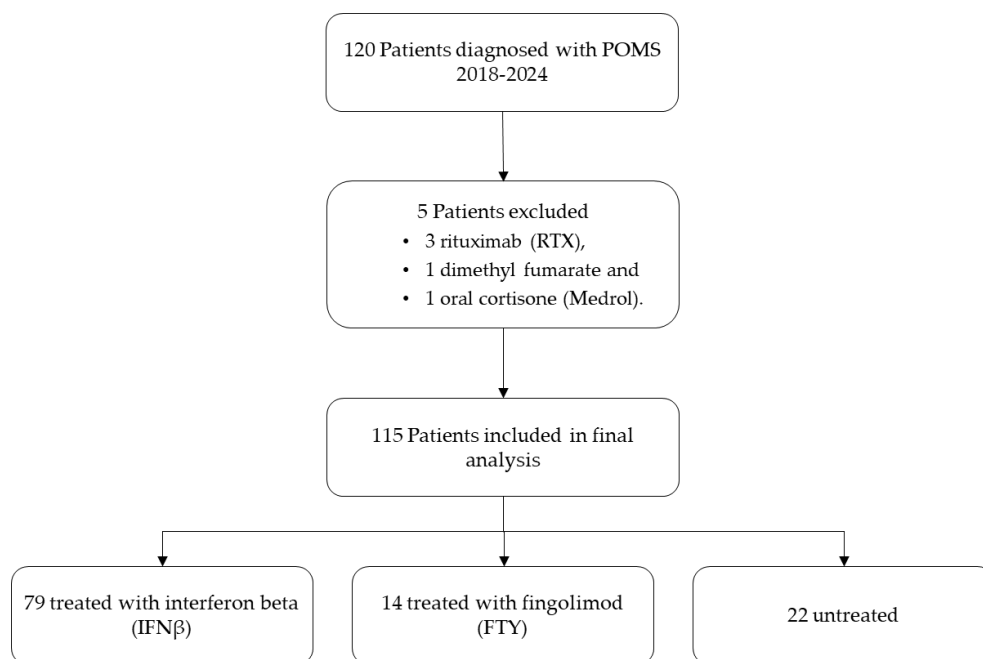 120 Patients diagnosed with POMS
2018-2024
5 Patients excluded
• 3 rituximab (RTX),
• 1 dimethyl fumarate and
• 1 oral cortisone (Medrol).
115 Patients included in final
analysis
79 treated with interferon beta
(IFNβ)
14 treated with fingolimod
(FTY)
22 untreated